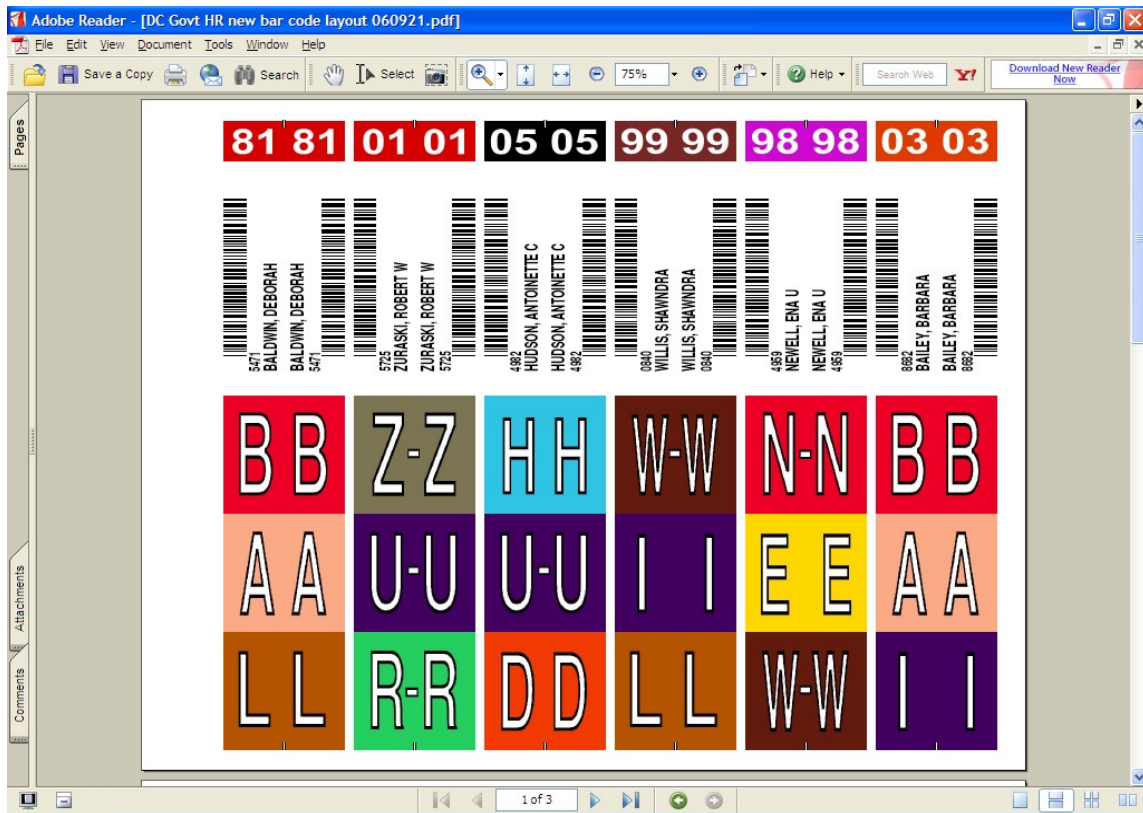 Adobe Reader - [DC Govt HR new bar code layout 060921.pdf]
File Edit View Document Tools Window Help
Save a Copy Search Select 75% Help Search Web Y! Download New Reader Now
Pages
81 81 01 01 05 05 99 99 98 98 03 03
5471
BALDWIN, DEBORAH
BALDWIN, DEBORAH
5471
5725
ZURASKI, ROBERT W
ZURASKI, ROBERT W
5725
4982
HUDSON, ANTOINETTE C
HUDSON, ANTOINETTE C
4982
0840
WILLIS, SHAWNDRA
WILLIS, SHAWNDRA
0840
4959
NEWELL, ENA U
NEWELL, ENA U
4959
8682
BAILEY, BARBARA
BAILEY, BARBARA
8682
B B Z-Z H H W-W N-N B B
A A U-U U-U I I E E A A
L L R-R D D L L W-W I I
Attachments
Comments
1 of 3